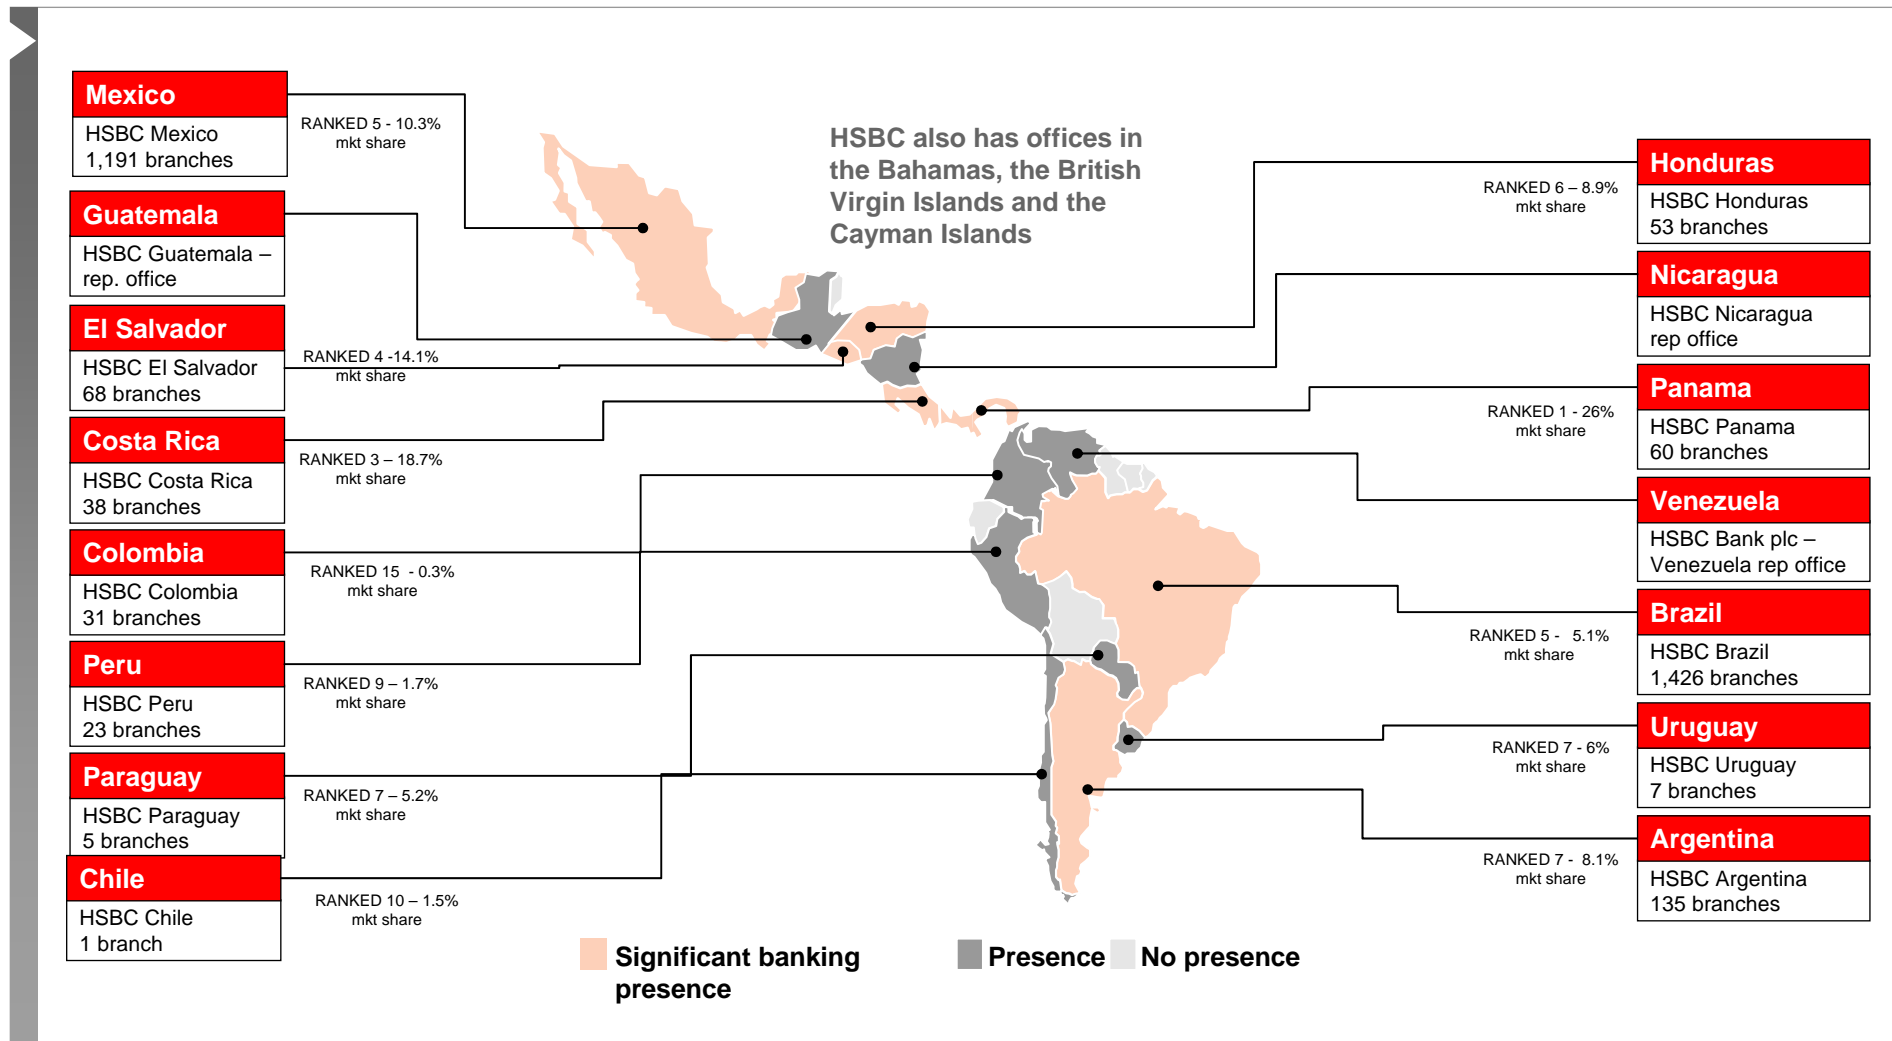 Mexico
HSBC Mexico
1,191 branches
RANKED 5 - 10.3%
mkt share
Guatemala
HSBC Guatemala –
rep. office
El Salvador
HSBC El Salvador
68 branches
RANKED 4 -14.1%
mkt share
Costa Rica
HSBC Costa Rica
38 branches
RANKED 3 – 18.7%
mkt share
Colombia
HSBC Colombia
31 branches
RANKED 15 - 0.3%
mkt share
Peru
HSBC Peru
23 branches
RANKED 9 – 1.7%
mkt share
Paraguay
HSBC Paraguay
5 branches
RANKED 7 – 5.2%
mkt share
Chile
HSBC Chile
1 branch
RANKED 10 – 1.5%
mkt share
HSBC also has offices in
the Bahamas, the British
Virgin Islands and the
Cayman Islands
Honduras
HSBC Honduras
53 branches
RANKED 6 – 8.9%
mkt share
Nicaragua
HSBC Nicaragua
rep office
Panama
HSBC Panama
60 branches
RANKED 1 - 26%
mkt share
Venezuela
HSBC Bank plc –
Venezuela rep office
Brazil
HSBC Brazil
1,426 branches
RANKED 5 - 5.1%
mkt share
Uruguay
HSBC Uruguay
7 branches
RANKED 7 - 6%
mkt share
Argentina
HSBC Argentina
135 branches
RANKED 7 - 8.1%
mkt share
Significant banking
presence
Presence
No presence